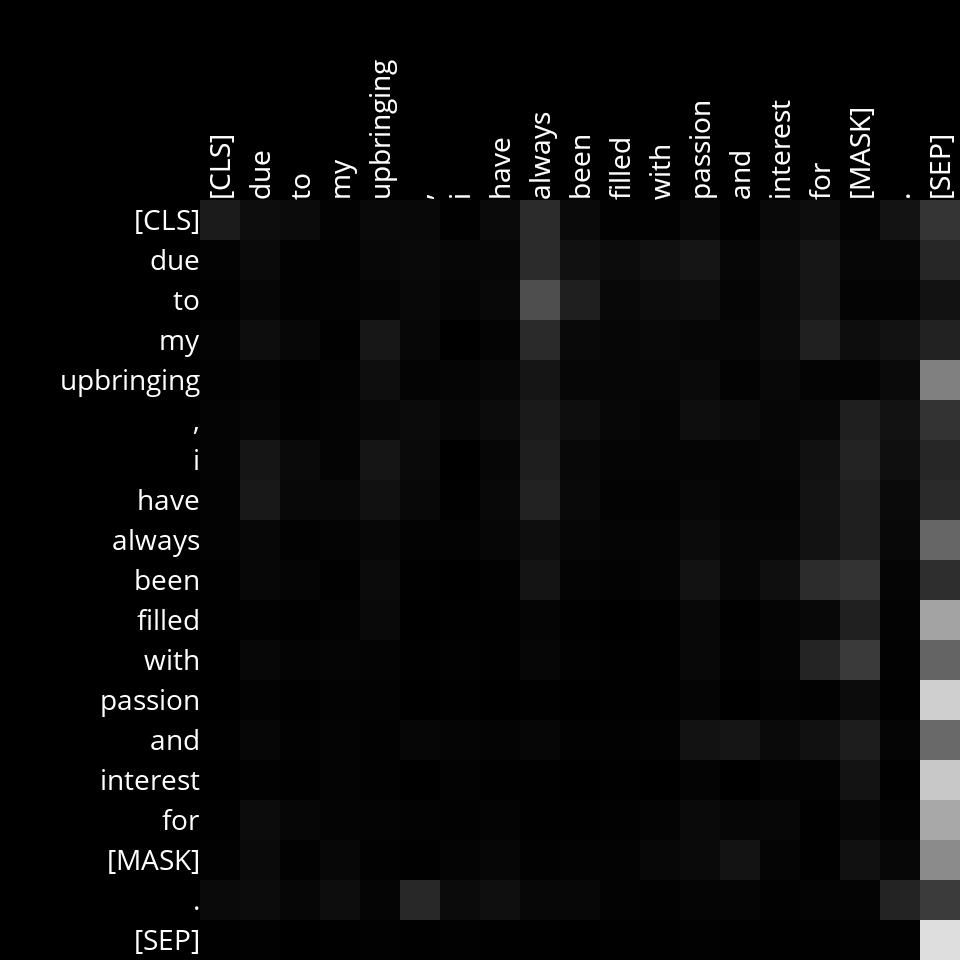 [CLS] due to my upbringing , i have always been filled with passion and interest for [MASK] . [SEP]
[CLS]
due
to
my
upbringing
,
i
have
always
been
filled
with
passion
and
interest
for
[MASK]
.
[SEP]